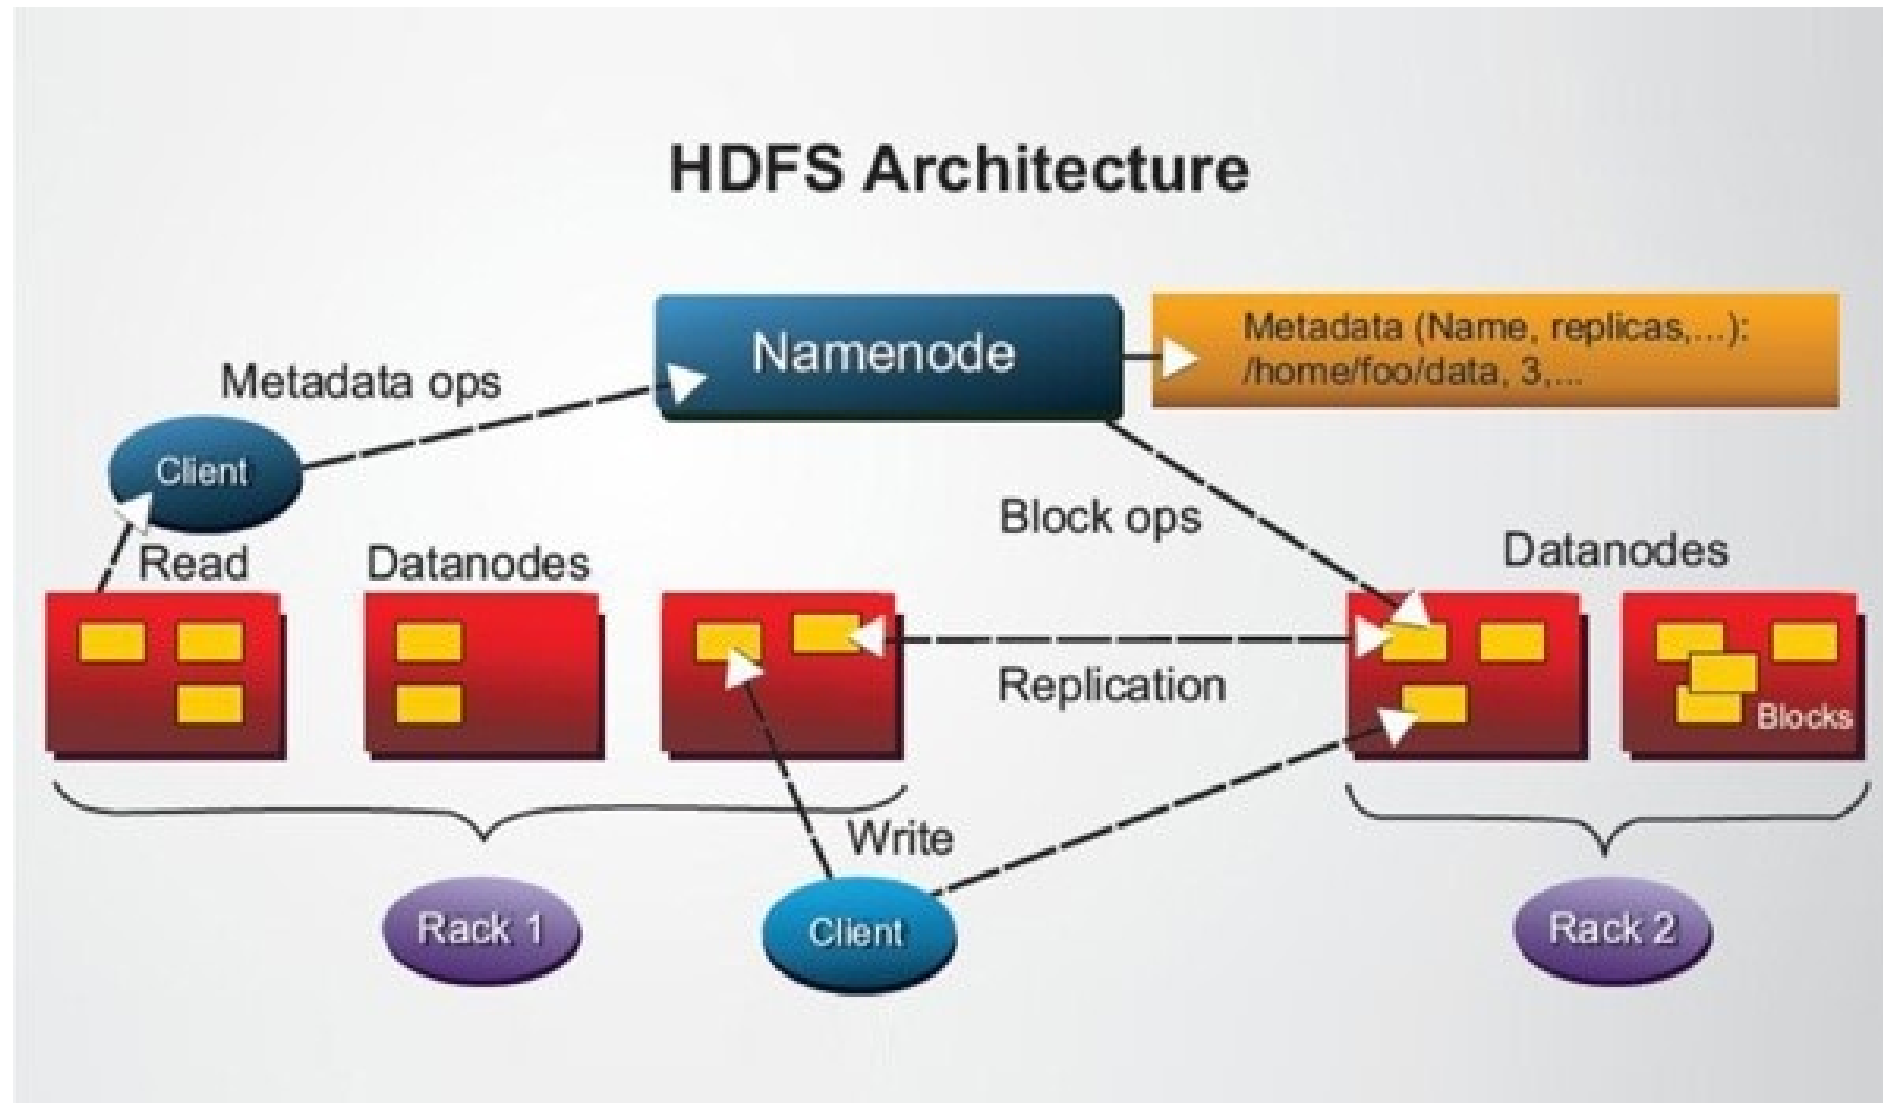 HDFS Architecture
Namenode
Metadata (Name, replicas,...):
/home/foo/data, 3,...
Metadata ops
Client
Block ops
Read
Datanodes
Datanodes
Replication
Blocks
Write
Rack 1
Client
Rack 2